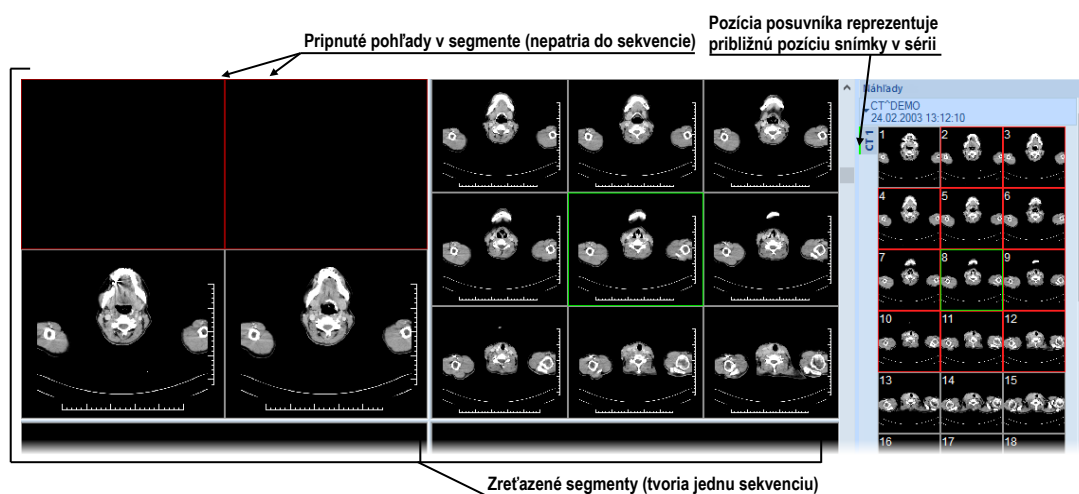 Pozícia posuvníka reprezentuje
približnú pozíciu snímky v sérii
Pripnuté pohľady v segmente (nepatria do sekvencie)
Náhľady
CT^DEMO
24.02.2003 13:12:10
CT 1
1 2 3
4 5 6
7 8 9
10 11 12
13 14 15
16 17 18
Zreťazené segmenty (tvoria jednu sekvenciu)